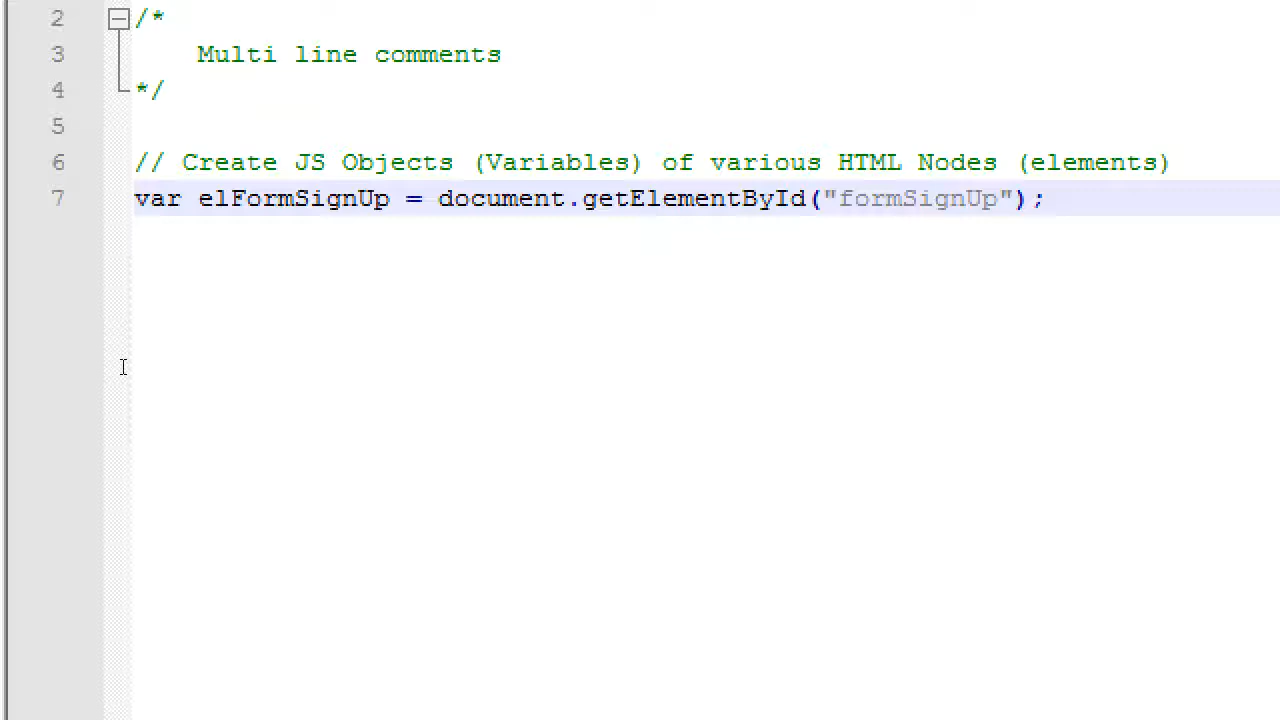 2 /*
3 Multi line comments
4 */
5
6 // Create JS Objects (Variables) of various HTML Nodes (elements)
7 var elFormSignUp = document.getElementById("formSignUp");